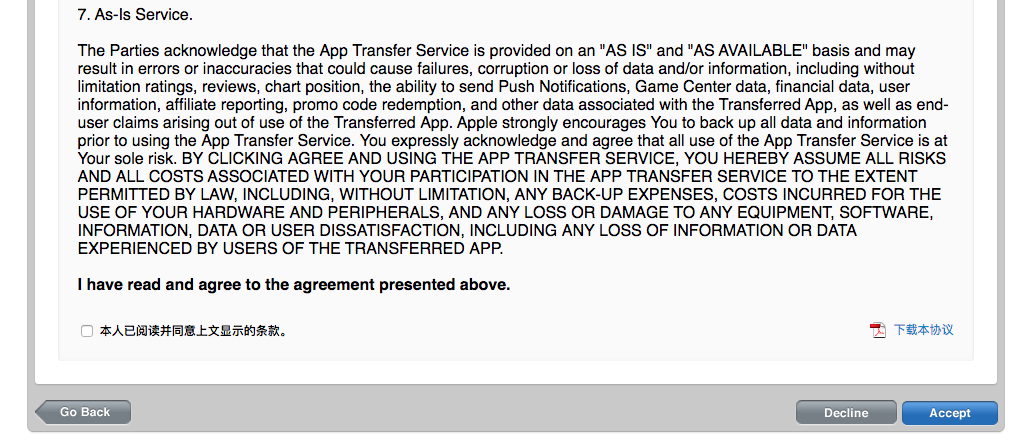 7. As-Is Service.
The Parties acknowledge that the App Transfer Service is provided on an "AS IS" and "AS AVAILABLE" basis and may
result in errors or inaccuracies that could cause failures, corruption or loss of data and/or information, including without
limitation ratings, reviews, chart position, the ability to send Push Notifications, Game Center data, financial data, user
information, affiliate reporting, promo code redemption, and other data associated with the Transferred App, as well as end-
user claims arising out of use of the Transferred App. Apple strongly encourages You to back up all data and information
prior to using the App Transfer Service. You expressly acknowledge and agree that all use of the App Transfer Service is at
Your sole risk. BY CLICKING AGREE AND USING THE APP TRANSFER SERVICE, YOU HEREBY ASSUME ALL RISKS
AND ALL COSTS ASSOCIATED WITH YOUR PARTICIPATION IN THE APP TRANSFER SERVICE TO THE EXTENT
PERMITTED BY LAW, INCLUDING, WITHOUT LIMITATION, ANY BACK-UP EXPENSES, COSTS INCURRED FOR THE
USE OF YOUR HARDWARE AND PERIPHERALS, AND ANY LOSS OR DAMAGE TO ANY EQUIPMENT, SOFTWARE,
INFORMATION, DATA OR USER DISSATISFACTION, INCLUDING ANY LOSS OF INFORMATION OR DATA
EXPERIENCED BY USERS OF THE TRANSFERRED APP.
I have read and agree to the agreement presented above.
本人已阅读并同意上文显示的条款。
下载本协议
Go Back
Decline
Accept